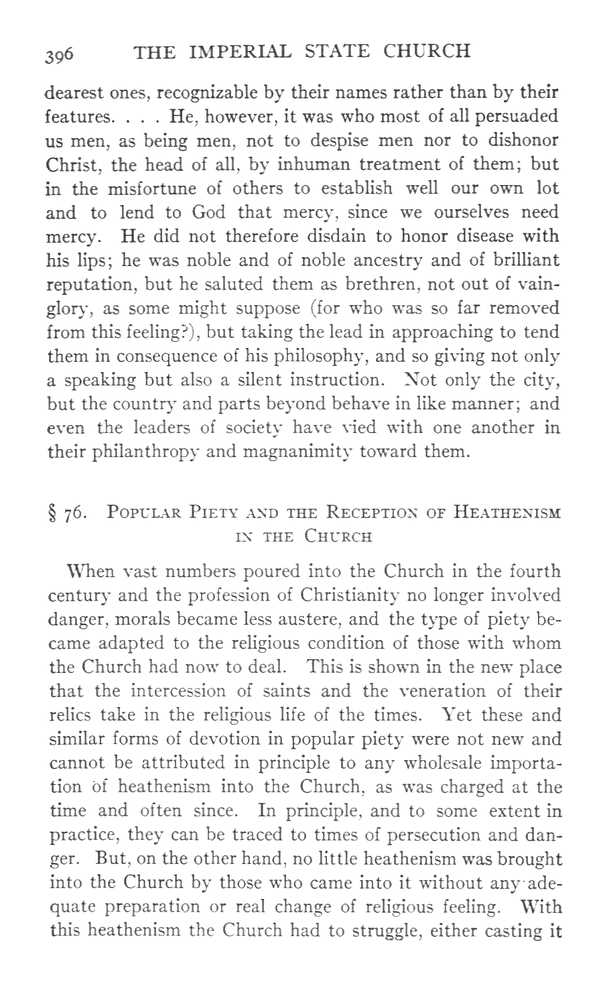 396 THE IMPERIAL STATE CHURCH
dearest ones, recognizable by their names rather than by their
features. . . . He, however, it was who most of all persuaded
us men, as being men, not to despise men nor to dishonor
Christ, the head of all, by inhuman treatment of them; but
in the misfortune of others to establish well our own lot
and to lend to God that mercy, since we ourselves need
mercy. He did not therefore disdain to honor disease with
his lips; he was noble and of noble ancestry and of brilliant
reputation, but he saluted them as brethren, not out of vain-
glory, as some might suppose (for who was so far removed
from this feeling?), but taking the lead in approaching to tend
them in consequence of his philosophy, and so giving not only
a speaking but also a silent instruction. Not only the city,
but the country and parts beyond behave in like manner; and
even the leaders of society have vied with one another in
their philanthropy and magnanimity toward them.
§ 76. Popular Piety and the Reception of Heathenism
in the Church
When vast numbers poured into the Church in the fourth
century and the profession of Christianity no longer involved
danger, morals became less austere, and the type of piety be-
came adapted to the religious condition of those with whom
the Church had now to deal. This is shown in the new place
that the intercession of saints and the veneration of their
relics take in the religious life of the times. Yet these and
similar forms of devotion in popular piety were not new and
cannot be attributed in principle to any wholesale importa-
tion of heathenism into the Church, as was charged at the
time and often since. In principle, and to some extent in
practice, they can be traced to times of persecution and dan-
ger. But, on the other hand, no little heathenism was brought
into the Church by those who came into it without any ade-
quate preparation or real change of religious feeling. With
this heathenism the Church had to struggle, either casting it